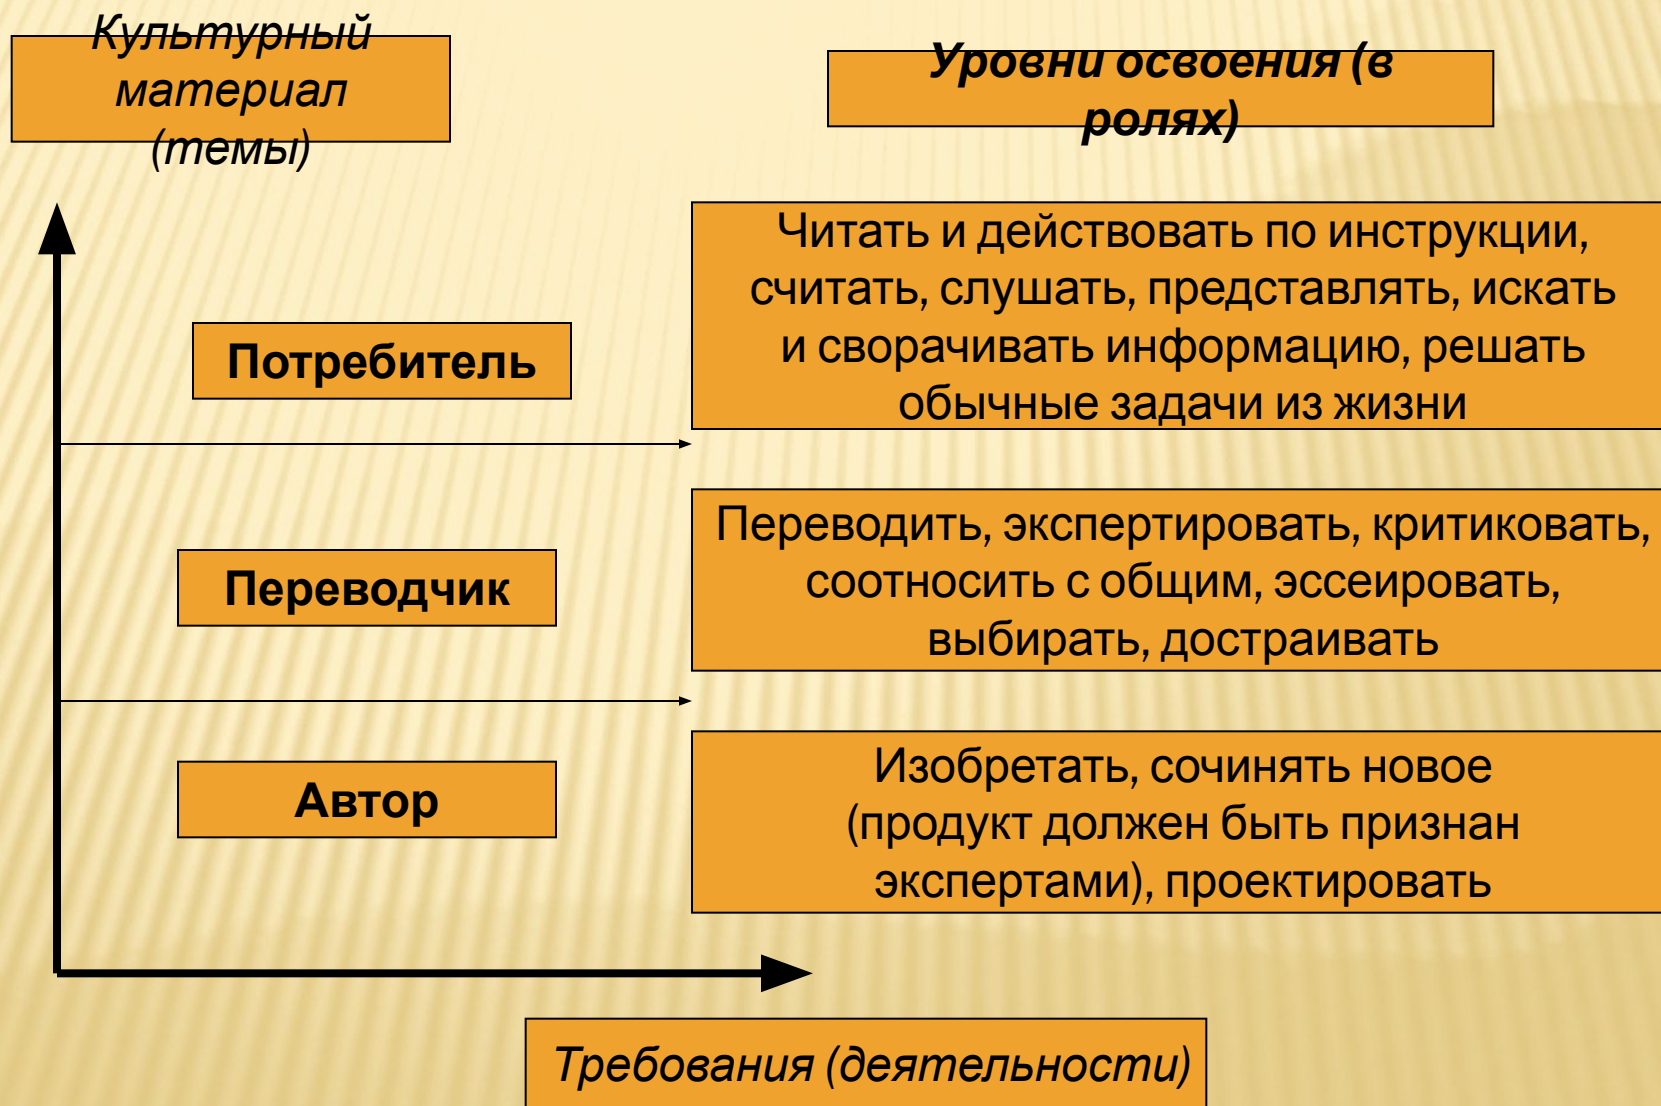 Культурный
материал
(темы)
Уровни освоения (в
ролях)
Потребитель
Читать и действовать по инструкции,
считать, слушать, представлять, искать
и сворачивать информацию, решать
обычные задачи из жизни
Переводчик
Переводить, экспертировать, критиковать,
соотносить с общим, эссеировать,
выбирать, достраивать
Автор
Изобретать, сочинять новое
(продукт должен быть признан
экспертами), проектировать
Требования (деятельности)